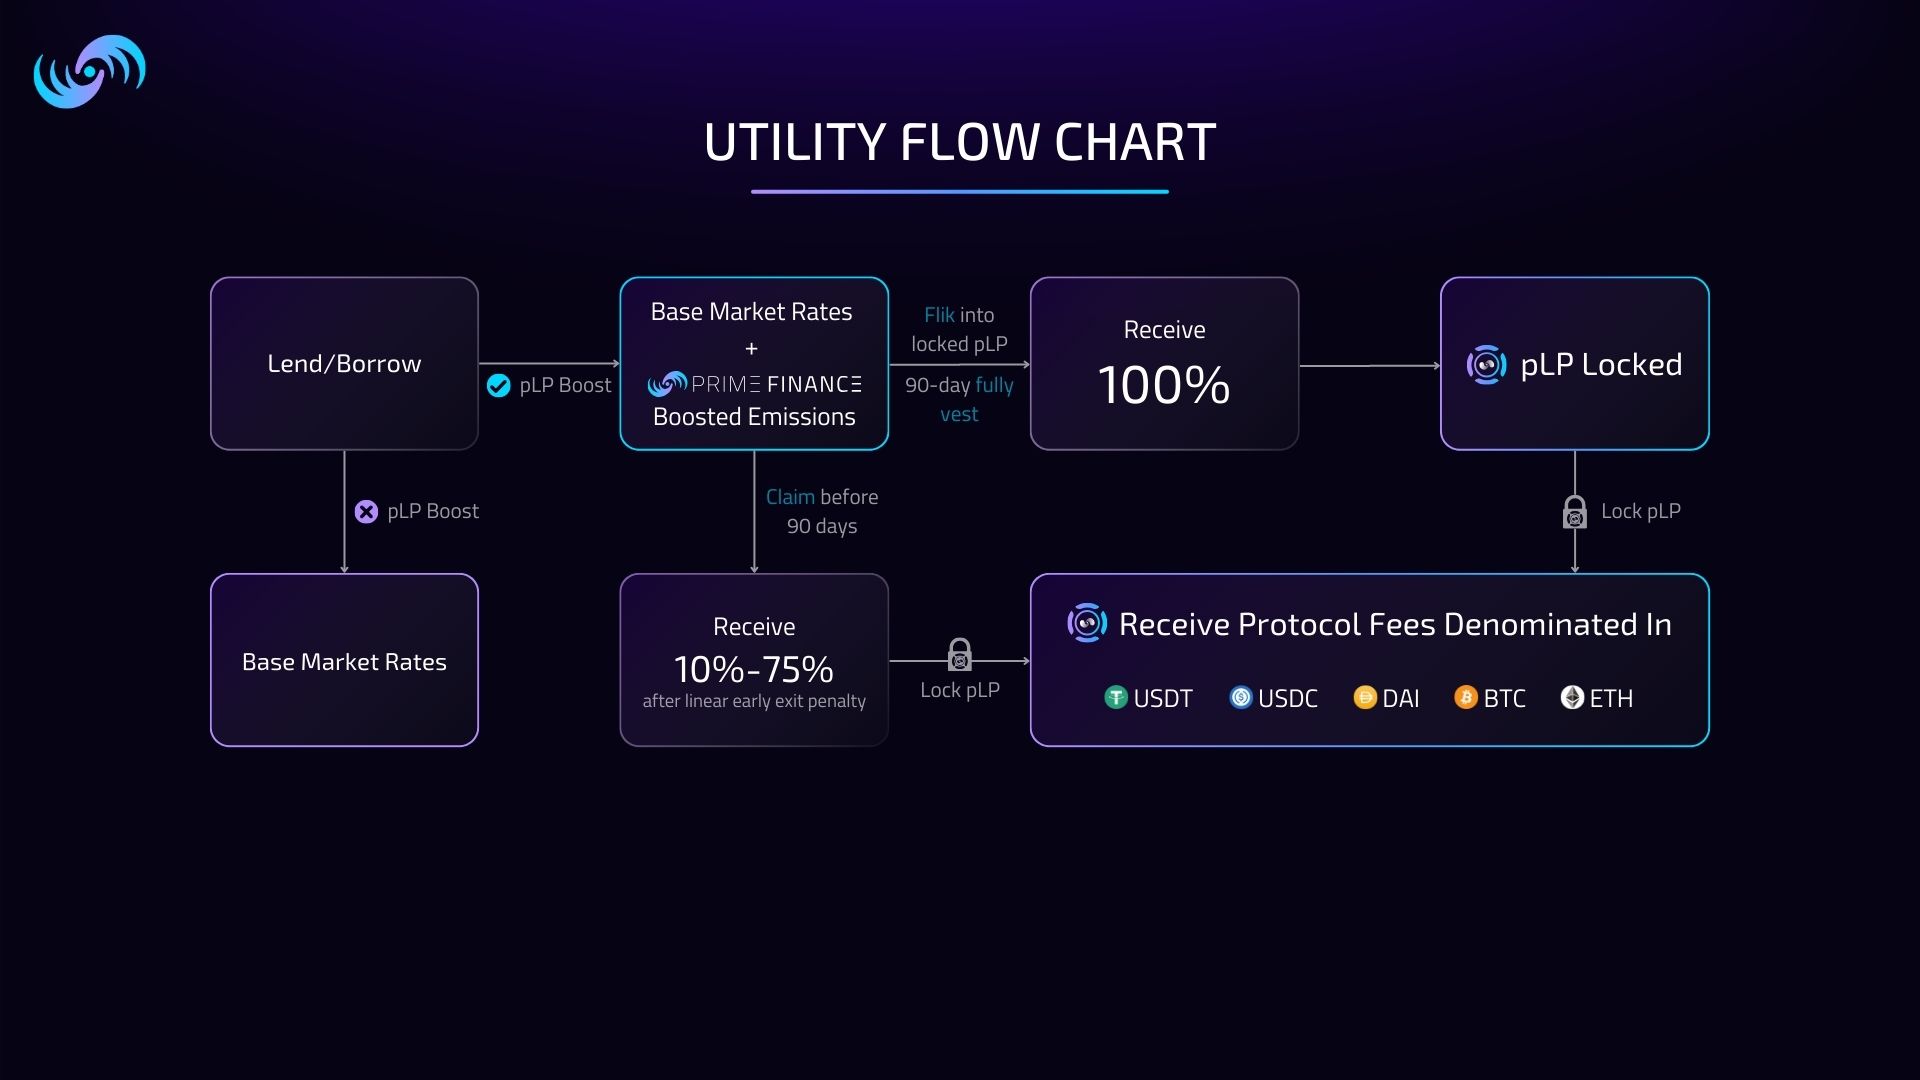 UTILITY FLOW CHART
Lend/Borrow
pLP Boost
Base Market Rates
+
PRIME FINANCE
Boosted Emissions
Flik into
locked pLP
90-day fully
vest
Receive
100%
pLP Locked
pLP Boost
Claim before
90 days
Lock pLP
Base Market Rates
Receive
10%-75%
after linear early exit penalty
Lock pLP
Receive Protocol Fees Denominated In
USDT USDC DAI BTC ETH